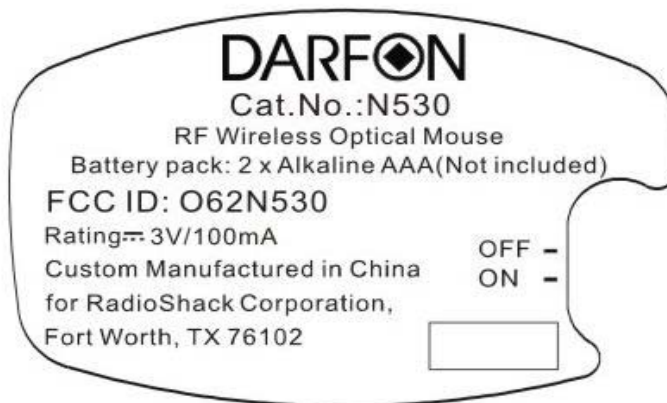 DARFON
Cat.No.:N530
RF Wireless Optical Mouse
Battery pack: 2 x Alkaline AAA(Not included)
FCC ID: O62N530
Rating⎓ 3V/100mA
Custom Manufactured in China
for RadioShack Corporation,
Fort Worth, TX 76102
OFF –
ON –